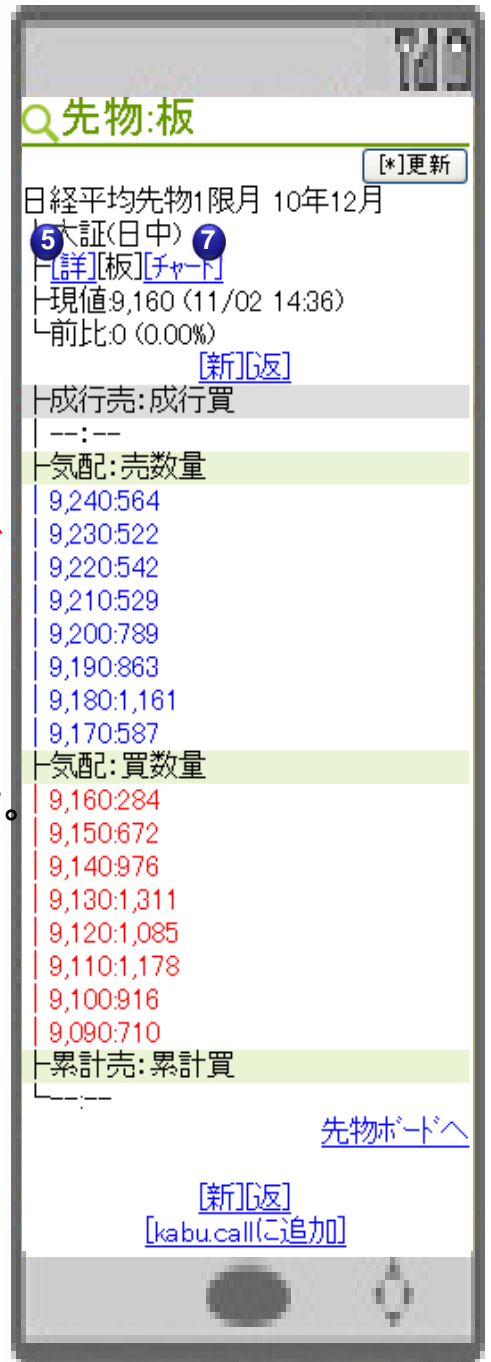 先物:板
[*]更新
日経平均先物1限月 10年12月
├大証(日中)
5 7
├[詳][板][チャート]
├現値:9,160 (11/02 14:36)
└前比:0 (0.00%)
[新][返]
├成行売:成行買
│--:--
├気配:売数量
│9,240:564
│9,230:522
│9,220:542
│9,210:529
│9,200:789
│9,190:863
│9,180:1,161
│9,170:587
├気配:買数量
│9,160:284
│9,150:672
│9,140:976
│9,130:1,311
│9,120:1,085
│9,110:1,178
│9,100:916
│9,090:710
├累計売:累計買
└--:--
先物ボードへ
[新][返]
[kabu.callに追加]
。